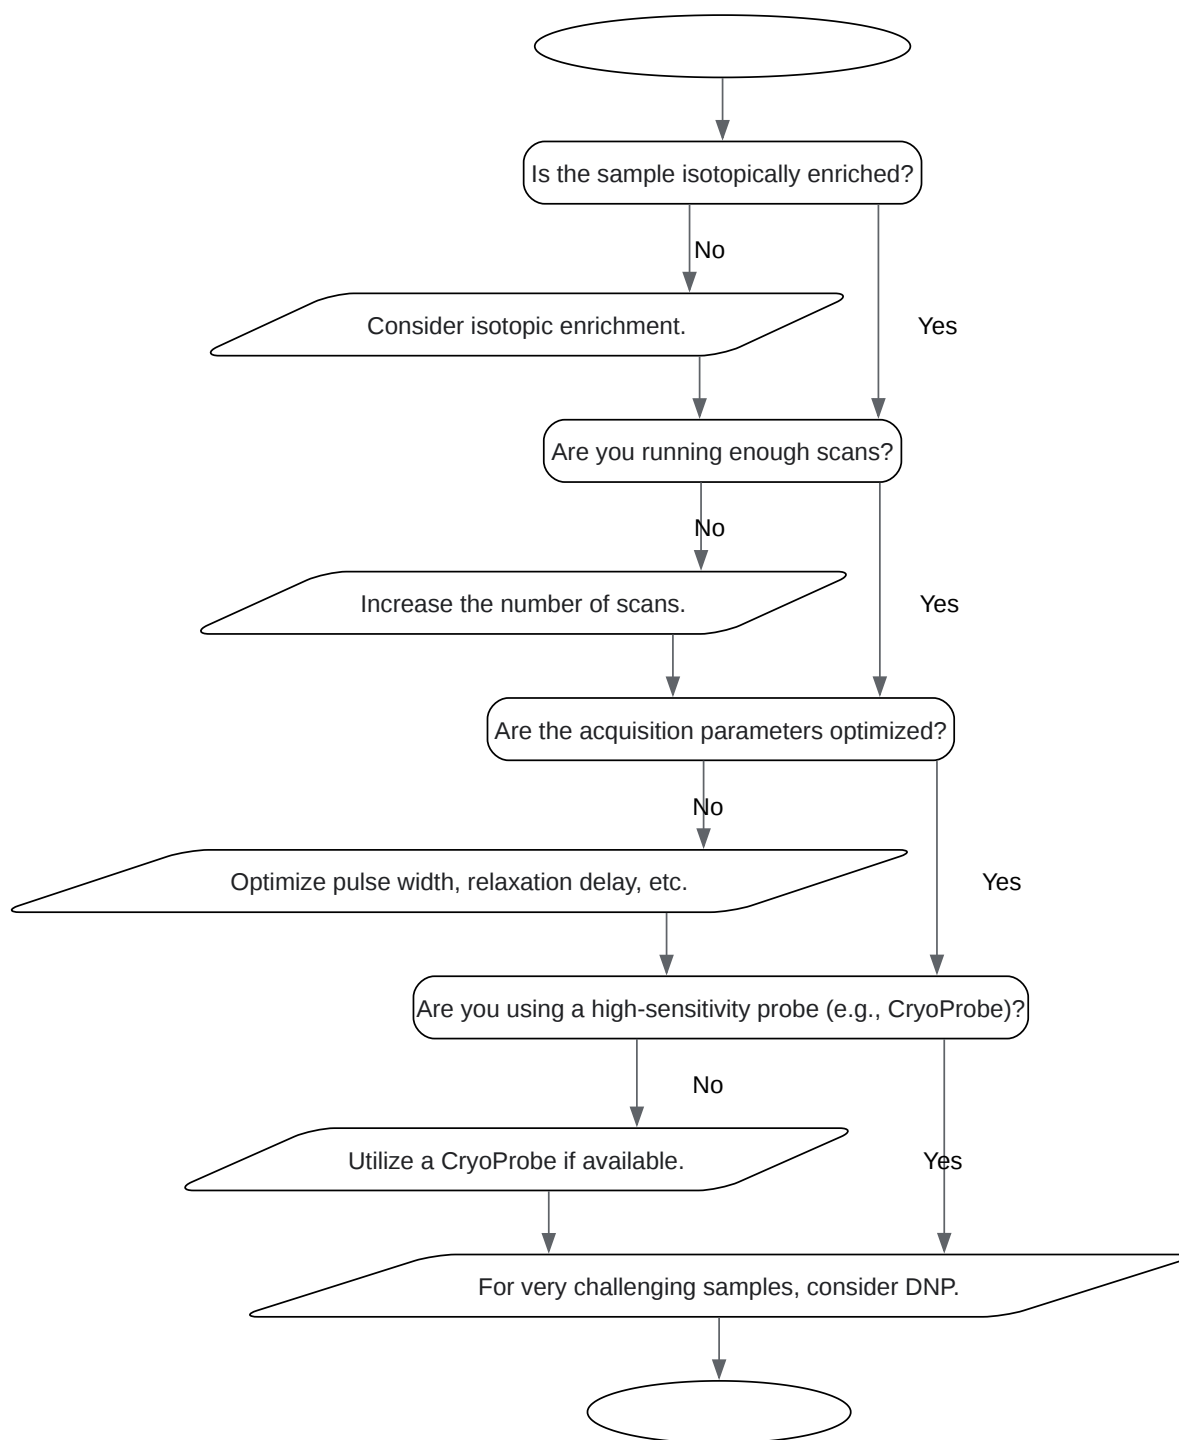 Is the sample isotopically enriched?
No
Consider isotopic enrichment.
Yes
Are you running enough scans?
No
Increase the number of scans.
Yes
Are the acquisition parameters optimized?
No
Optimize pulse width, relaxation delay, etc.
Yes
Are you using a high-sensitivity probe (e.g., CryoProbe)?
No
Utilize a CryoProbe if available.
Yes
For very challenging samples, consider DNP.